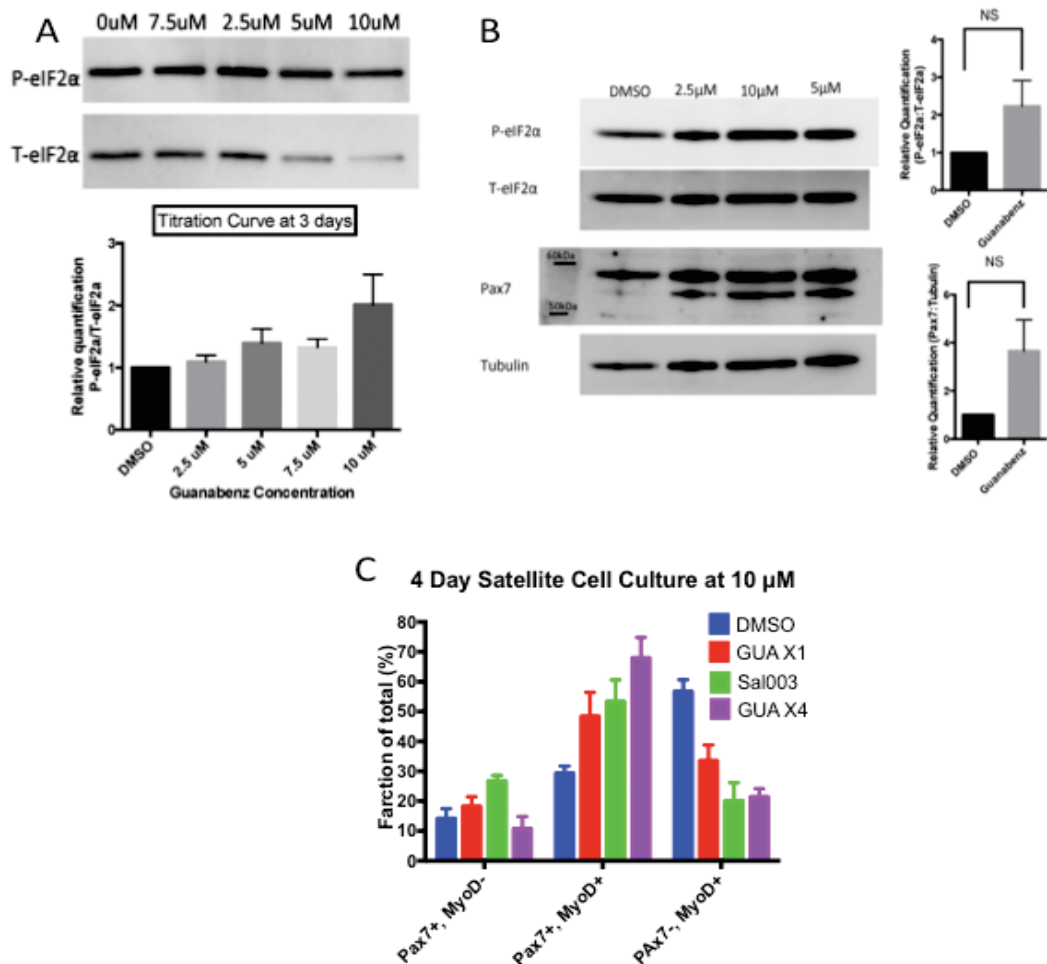 A
0uM 7.5uM 2.5uM 5uM 10uM
P-eIF2α
T-eIF2α
Titration Curve at 3 days
Relative quantification
P-eIF2a/T-eIF2a
3
2
1
0
DMSO
2.5 uM
5 uM
7.5 uM
10 uM
Guanabenz Concentration
B
DMSO 2.5µM 10µM 5µM
P-eIF2α
T-eIF2α
60kDa
Pax7
50kDa
Tubulin
NS
Relative Quantification
(P-eIF2a:T-eIF2a)
4
3
2
1
0
DMSO
Guanabenz
NS
Relative Quantification (Pax7:Tubulin)
6
4
2
0
DMSO
Guanabenz
C
4 Day Satellite Cell Culture at 10 µM
Farction of total (%)
80
70
60
50
40
30
20
10
0
DMSO
GUA X1
Sal003
GUA X4
Pax7+, MyoD-
Pax7+, MyoD+
PAx7-, MyoD+